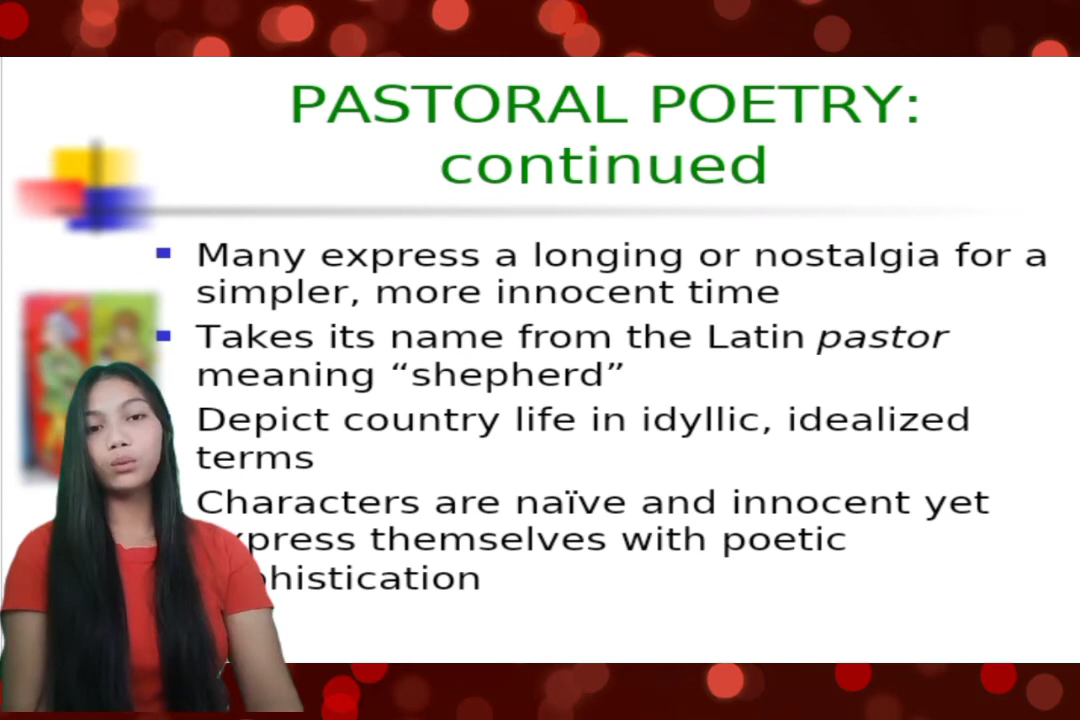 PASTORAL POETRY:
continued
Many express a longing or nostalgia for a
simpler, more innocent time
Takes its name from the Latin pastor
meaning “shepherd”
Depict country life in idyllic, idealized
terms
Characters are naïve and innocent yet
express themselves with poetic
sophistication